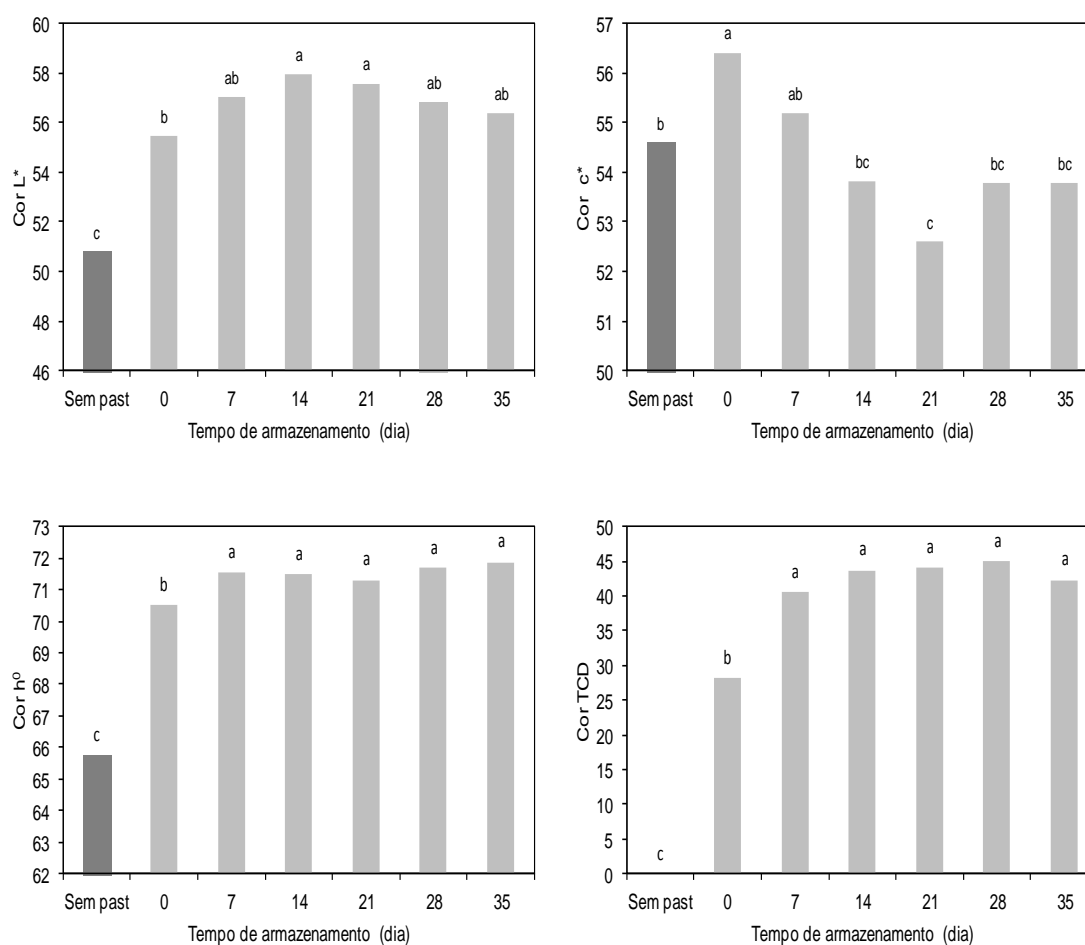 60
58
56
54
52
50
48
46
Cor L*
c
b
ab
a
a
ab
ab
Sem past 0 7 14 21 28 35
Tempo de armazenamento (dia)
57
56
55
54
53
52
51
50
Cor c*
b
a
ab
bc
c
bc
bc
Sem past 0 7 14 21 28 35
Tempo de armazenamento (dia)
73
72
71
70
69
68
67
66
65
64
63
62
Cor hº
c
b
a
a
a
a
a
Sem past 0 7 14 21 28 35
Tempo de armazenamento (dia)
50
45
40
35
30
25
20
15
10
5
0
Cor TCD
c
b
a
a
a
a
a
Sem past 0 7 14 21 28 35
Tempo de armazenamento (dia)